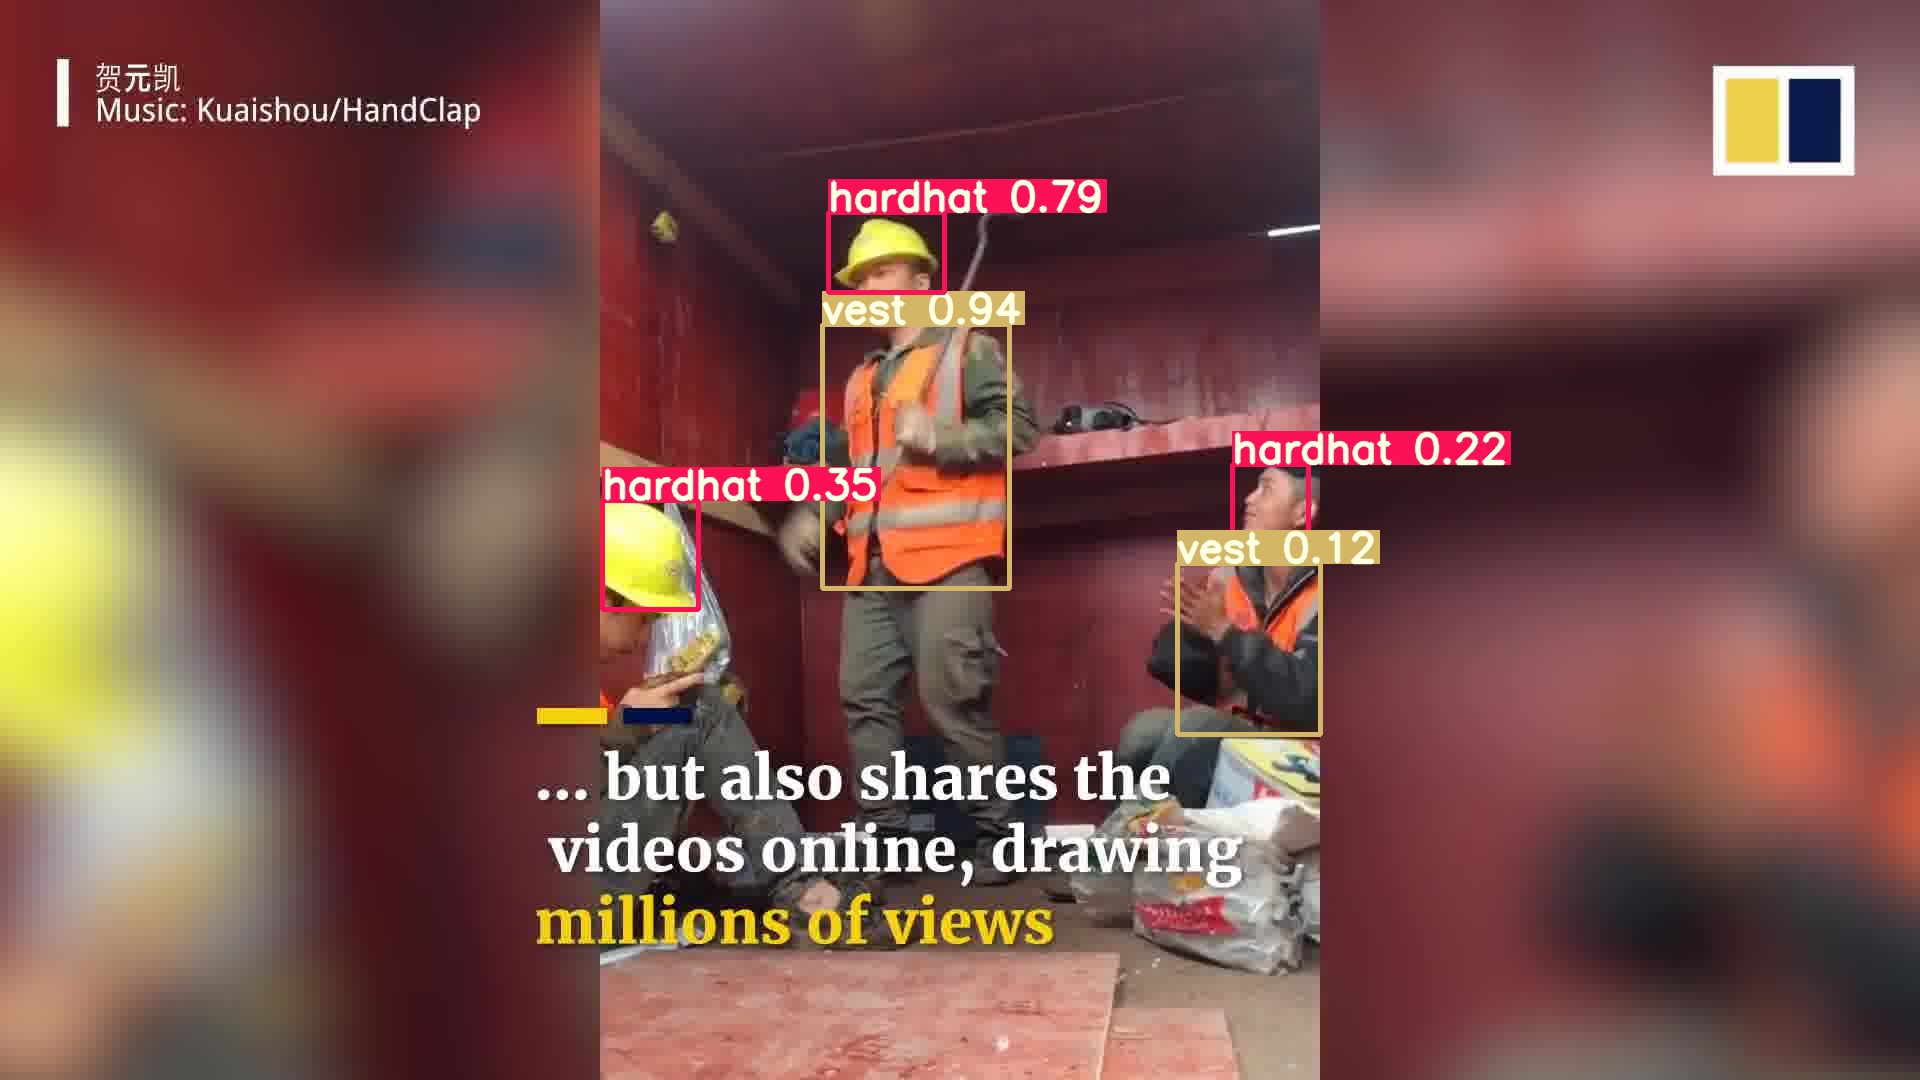 贺元凯
Music: Kuaishou/HandClap
hardhat 0.79
vest 0.94
hardhat 0.22
hardhat 0.35
vest 0.12
... but also shares the
videos online, drawing
millions of views